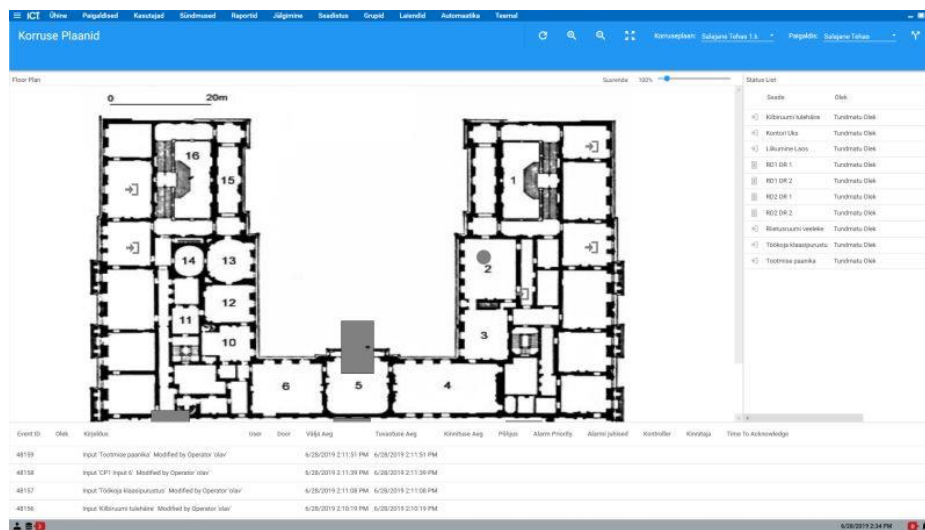 ICT Ühine Paigaldised Kasutajad Sündmused Raportid Jälgimine Seadistus Grupid Laiendid Automaatika Teemal
Korruse Plaanid
Korruseplaan: Salajane Tehas 1.k Paigaldis: Salajane Tehas
Floor Plan Suurenda 100% Status List
0 20m
Seade Olek
Kilbiruumi tulehäire Tundmatu Olek
Kontori Uks Tundmatu Olek
Liikumine Laos Tundmatu Olek
RD1 DR 1 Tundmatu Olek
RD1 DR 2 Tundmatu Olek
RD2 DR 1 Tundmatu Olek
RD2 DR 2 Tundmatu Olek
Riietusruumi veeleke Tundmatu Olek
Töökoja klaasipurustu Tundmatu Olek
Tootmise paanika Tundmatu Olek
16
15
1
14
13
2
12
11
10
3
6
5
4
Event ID Olek Kirjeldus User Door Välja Aeg Tuvastuse Aeg Kinnituse Aeg Põhjus Alarm Priority Alarmi juhised Kontroller Kinnitaja Time To Acknowledge
48159 Input 'Tootmise paanika' Modified by Operator 'olav' 6/28/2019 2:11:51 PM 6/28/2019 2:11:51 PM
48158 Input 'CP1 Input 6' Modified by Operator 'olav' 6/28/2019 2:11:39 PM 6/28/2019 2:11:39 PM
48157 Input 'Töökoja klaasipurustus' Modified by Operator 'olav' 6/28/2019 2:11:08 PM 6/28/2019 2:11:08 PM
48156 Input 'Kilbiruumi tulehäire' Modified by Operator 'olav' 6/28/2019 2:10:19 PM 6/28/2019 2:10:19 PM
6/28/2019 2:34 PM